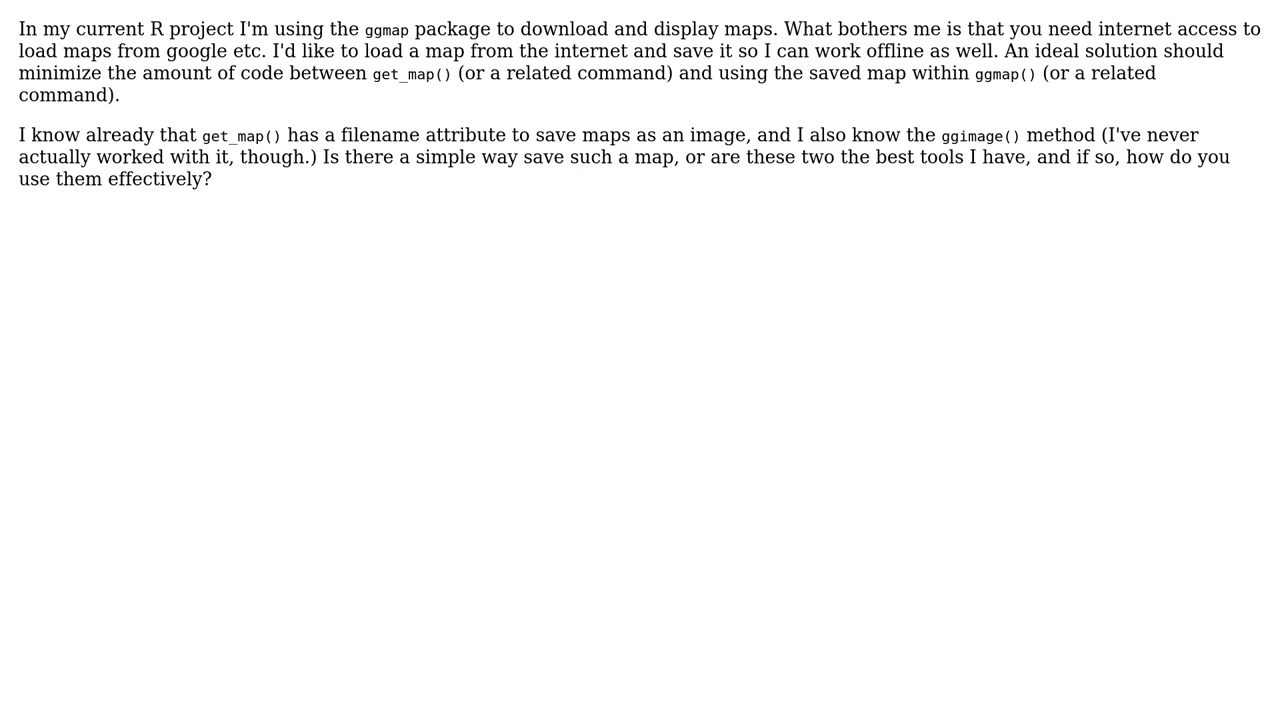 In my current R project I'm using the ggmap package to download and display maps. What bothers me is that you need internet access to
load maps from google etc. I'd like to load a map from the internet and save it so I can work offline as well. An ideal solution should
minimize the amount of code between get_map() (or a related command) and using the saved map within ggmap() (or a related
command).
I know already that get_map() has a filename attribute to save maps as an image, and I also know the ggimage() method (I've never
actually worked with it, though.) Is there a simple way save such a map, or are these two the best tools I have, and if so, how do you
use them effectively?